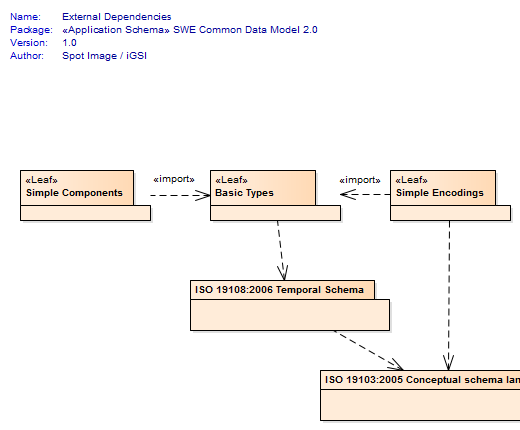 Name: External Dependencies
Package: «Application Schema» SWE Common Data Model 2.0
Version: 1.0
Author: Spot Image / iGSI
«Leaf»
Simple Components
«import»
«Leaf»
Basic Types
«import»
«Leaf»
Simple Encodings
ISO 19108:2006 Temporal Schema
ISO 19103:2005 Conceptual schema lan